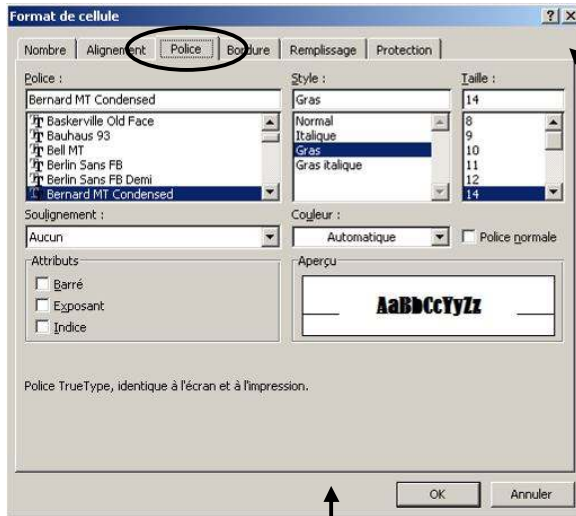 Format de cellule
Nombre Alignement Police Bordure Remplissage Protection
Police : Style : Taille :
Bernard MT Condensed Gras 14
Baskerville Old Face Normal 8
Bauhaus 93 Italique 9
Bell MT Gras 10
Berlin Sans FB Gras italique 11
Berlin Sans FB Demi 12
Bernard MT Condensed 14
Soulignement : Couleur :
Aucun Automatique Police normale
Attributs Aperçu
Barré
Exposant AaBbCcYyZz
Indice
Police TrueType, identique à l'écran et à l'impression.
OK Annuler